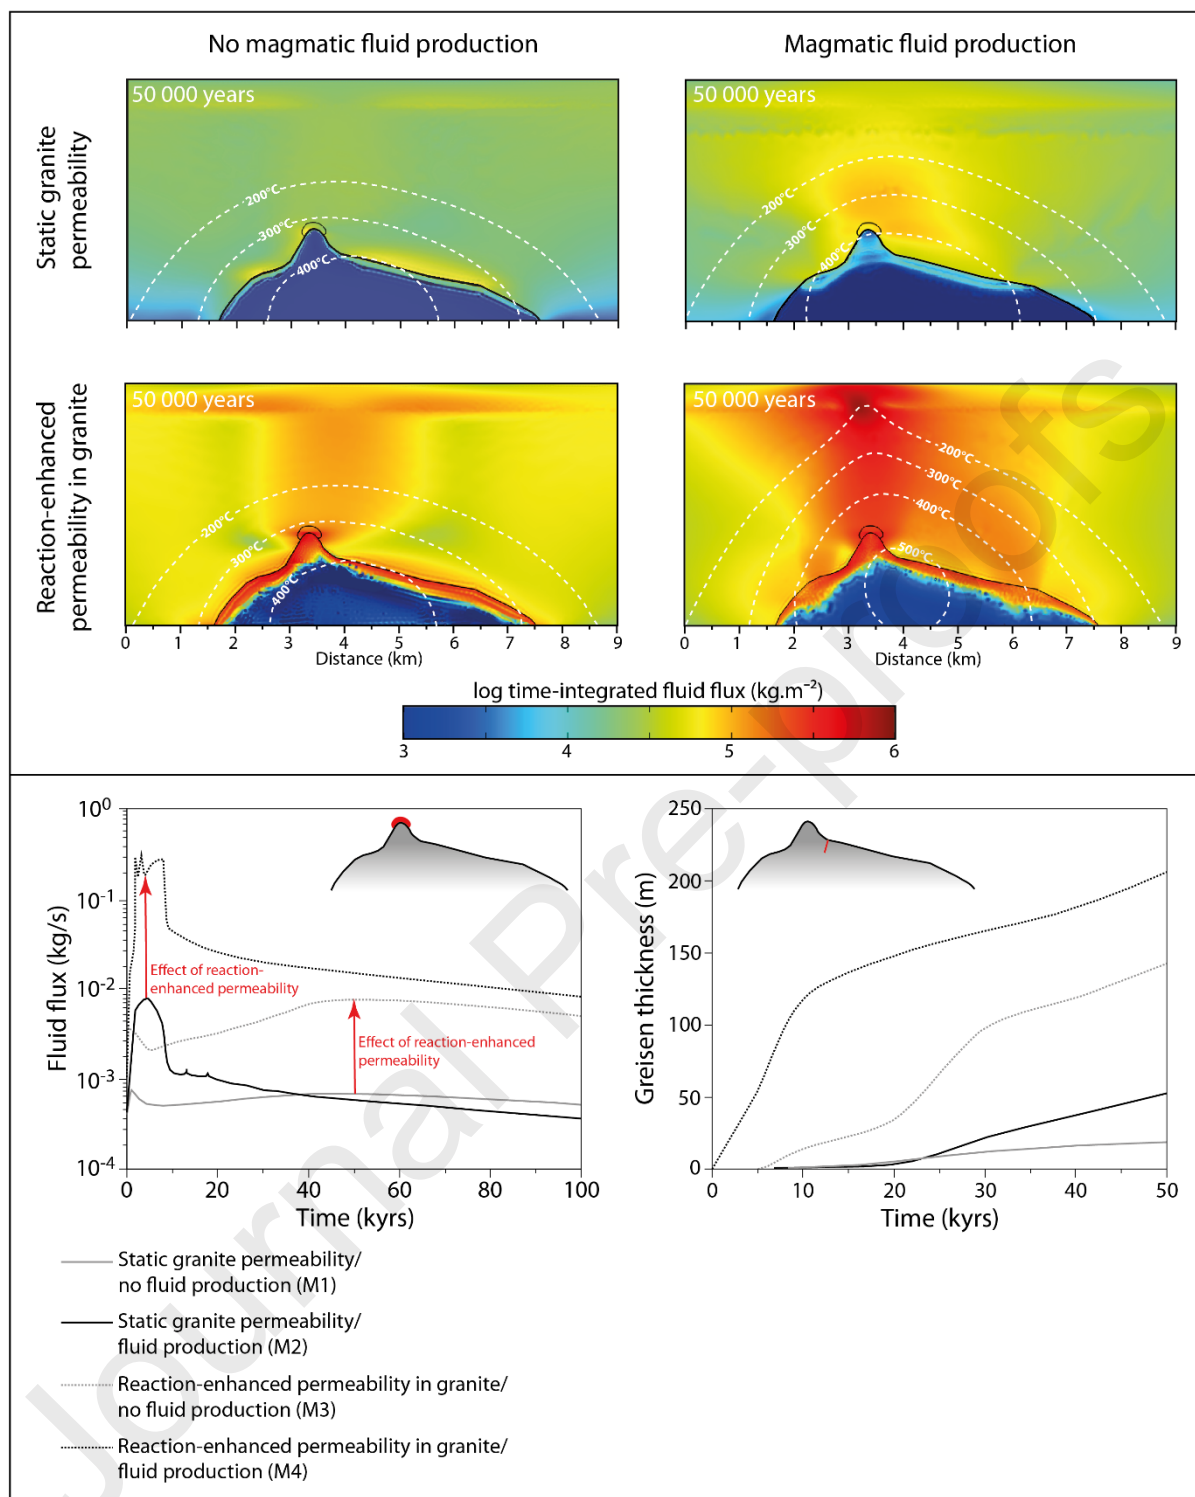 No magmatic fluid production
Magmatic fluid production
Static granite
permeability
50 000 years
200°C
300°C
400°C
50 000 years
200°C
300°C
400°C
Reaction-enhanced
permeability in granite
50 000 years
200°C
300°C
400°C
0 1 2 3 4 5 6 7 8 9
Distance (km)
50 000 years
200°C
300°C
400°C
500°C
0 1 2 3 4 5 6 7 8 9
Distance (km)
log time-integrated fluid flux (kg.m⁻²)
3 4 5 6
Fluid flux (kg/s)
10⁰
10⁻¹
10⁻²
10⁻³
10⁻⁴
Effect of reaction-
enhanced permeability
Effect of reaction-enhanced
permeability
0 20 40 60 80 100
Time (kyrs)
Greisen thickness (m)
250
200
150
100
50
0
0 10 20 30 40 50
Time (kyrs)
Static granite permeability/
no fluid production (M1)
Static granite permeability/
fluid production (M2)
Reaction-enhanced permeability in granite/
no fluid production (M3)
Reaction-enhanced permeability in granite/
fluid production (M4)
Journal Pre-proofs